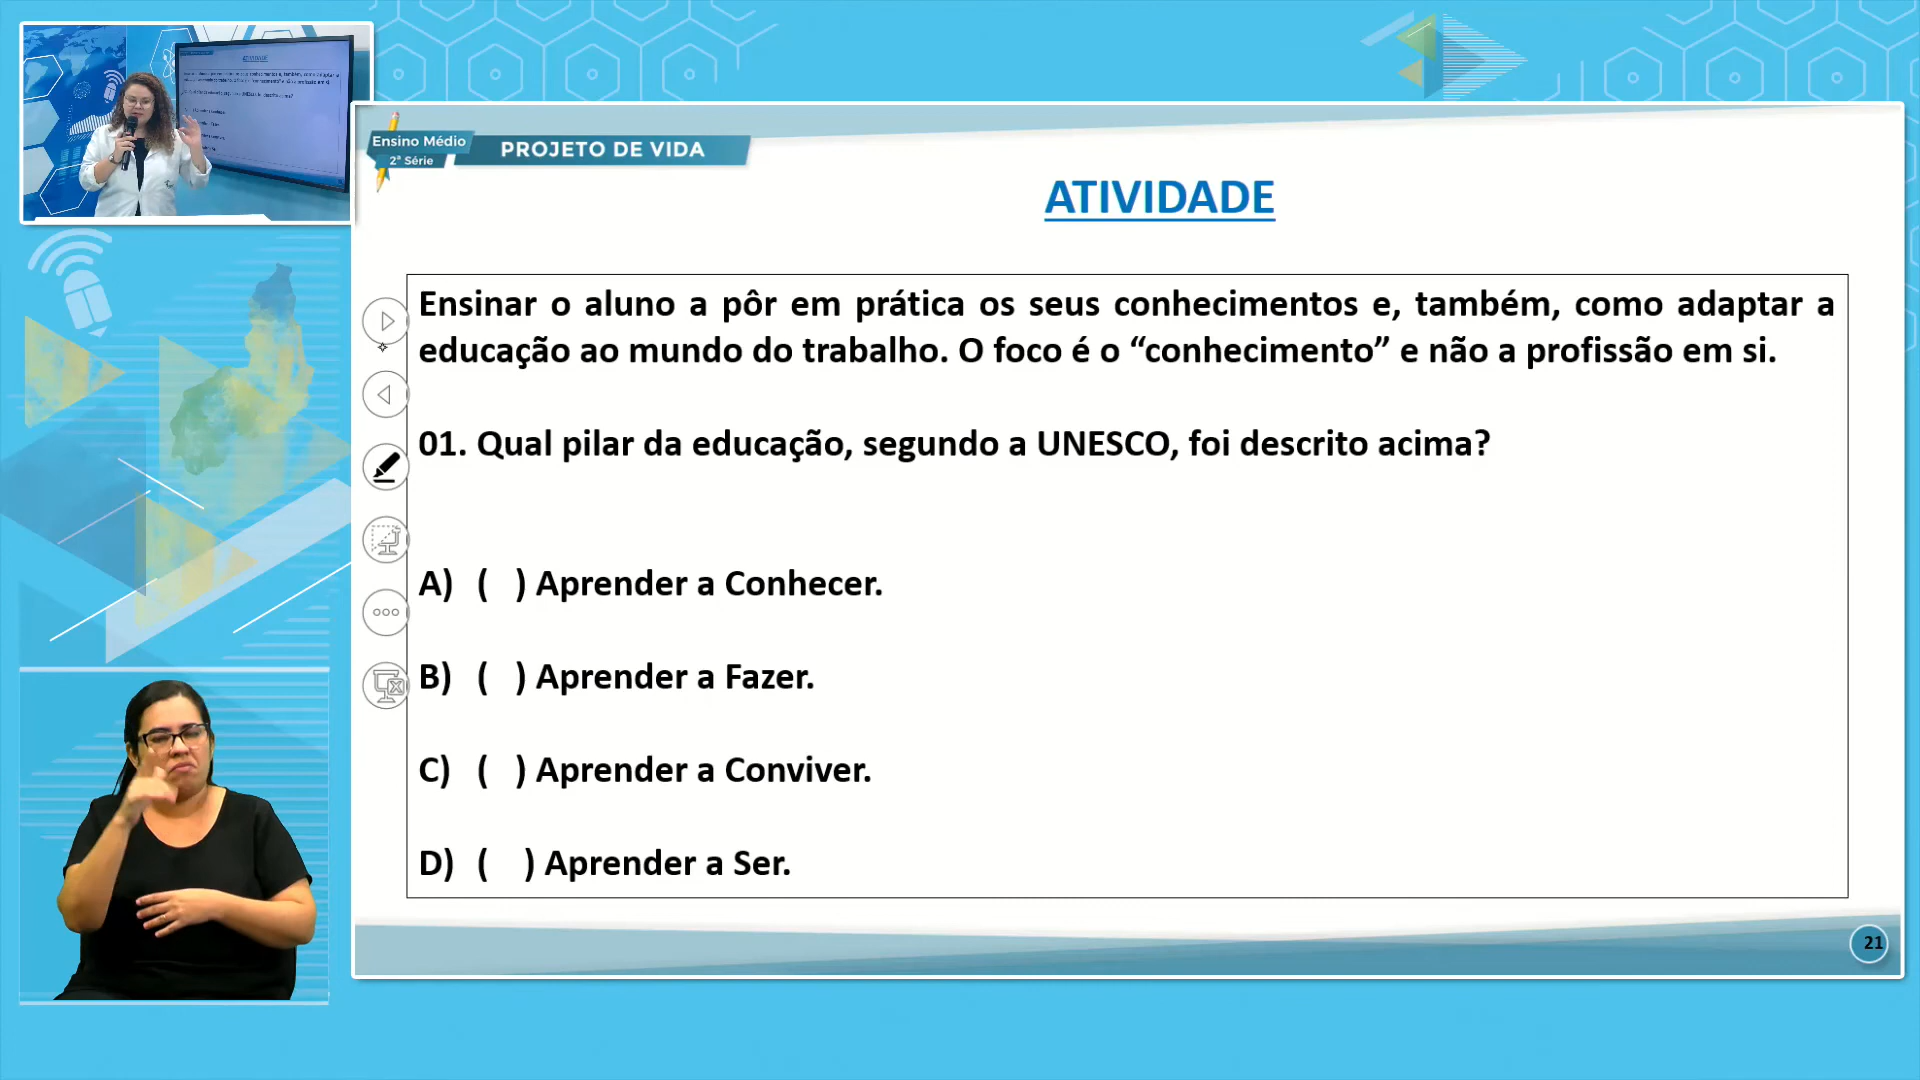 Ensino Médio
2ª Série
PROJETO DE VIDA
ATIVIDADE
Ensinar o aluno a pôr em prática os seus conhecimentos e, também, como adaptar a
educação ao mundo do trabalho. O foco é o “conhecimento” e não a profissão em si.
01. Qual pilar da educação, segundo a UNESCO, foi descrito acima?
A) ( ) Aprender a Conhecer.
B) ( ) Aprender a Fazer.
C) ( ) Aprender a Conviver.
D) ( ) Aprender a Ser.
21